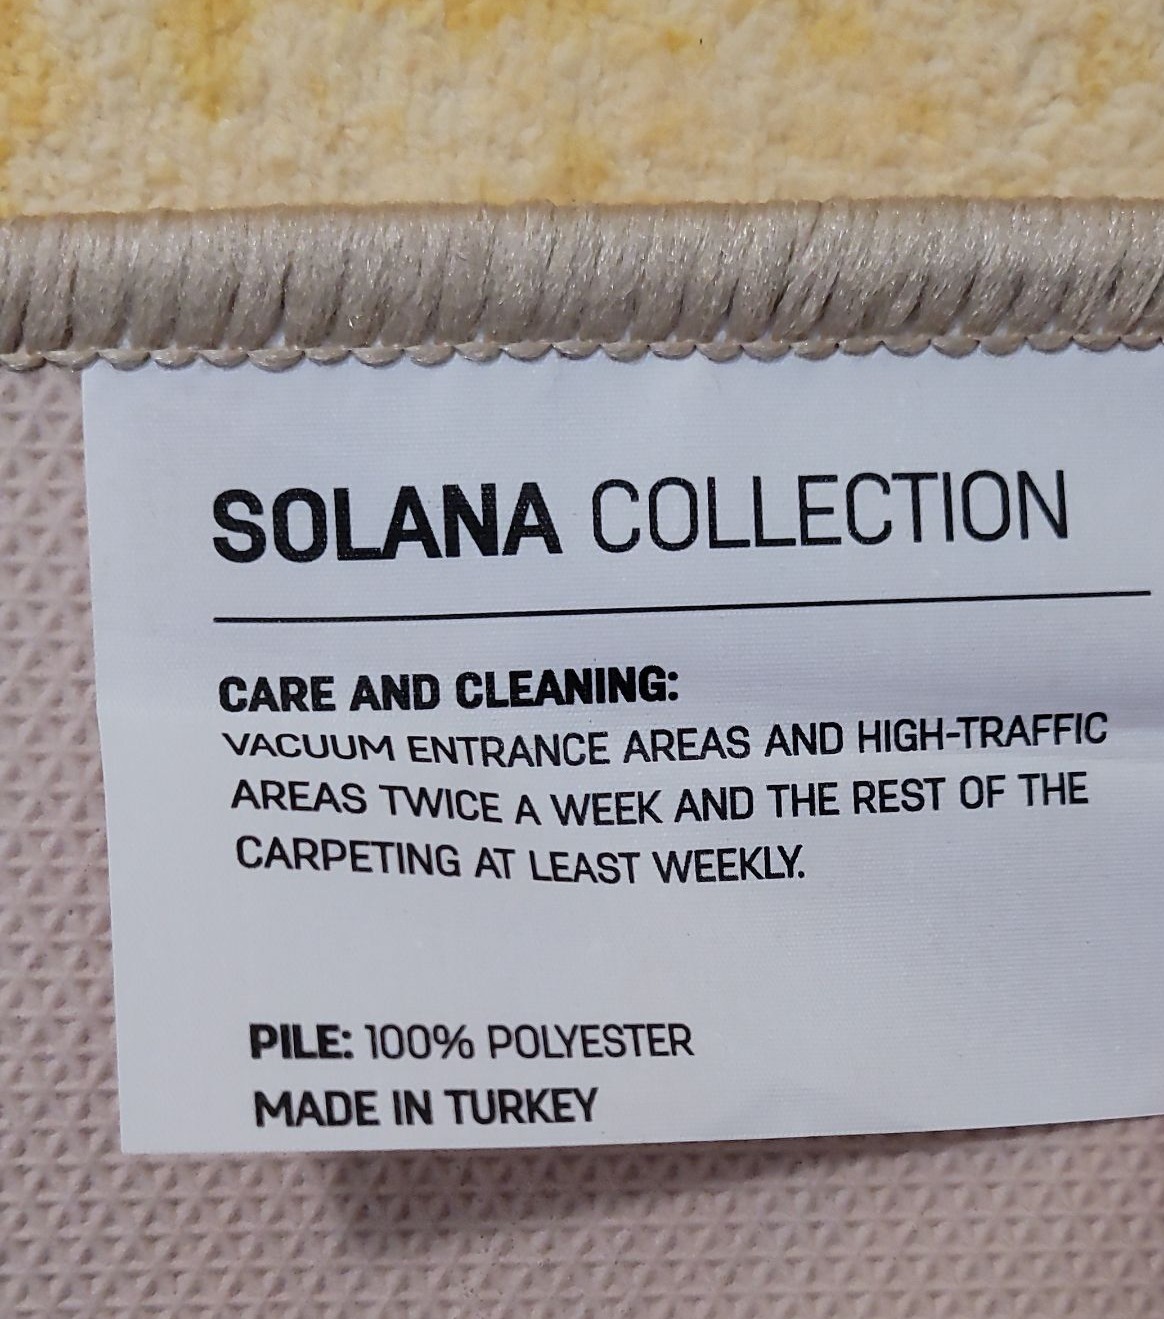 SOLANA COLLECTION
CARE AND CLEANING:
VACUUM ENTRANCE AREAS AND HIGH-TRAFFIC
AREAS TWICE A WEEK AND THE REST OF THE
CARPETING AT LEAST WEEKLY.
PILE: 100% POLYESTER
MADE IN TURKEY